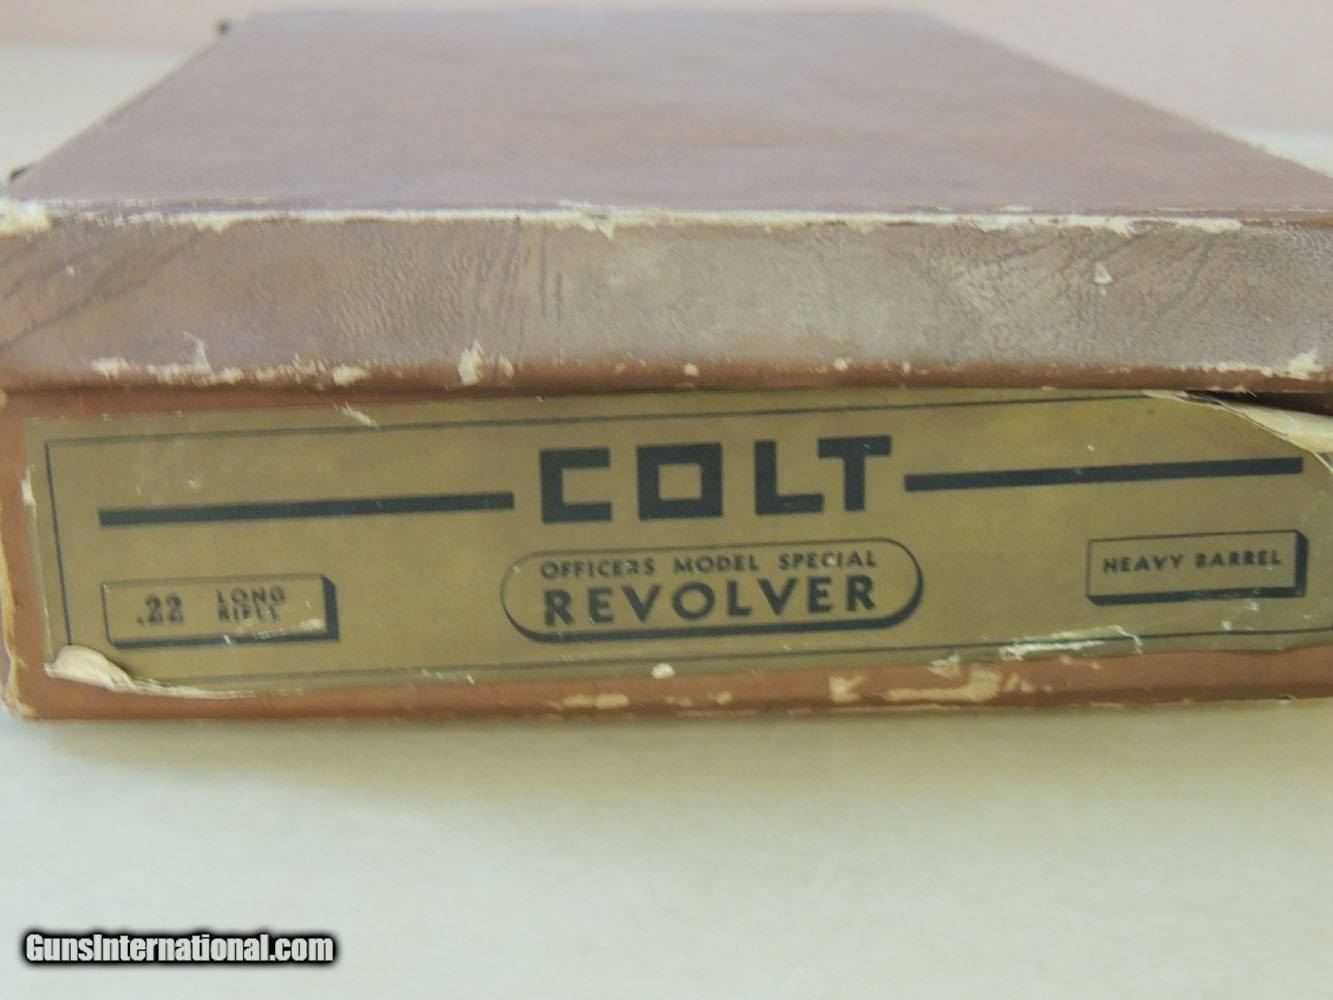 COLT
OFFICERS MODEL SPECIAL
REVOLVER
.22 LONG
RIFLE
HEAVY BARREL
GunsInternational.com